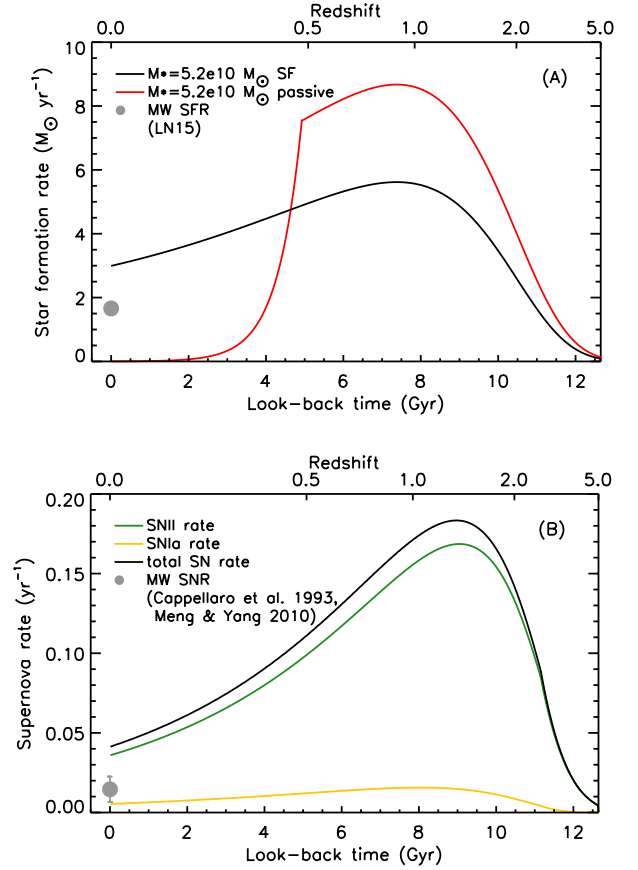 Redshift
0.0 0.5 1.0 2.0 5.0
10
8
6
4
2
0
Star formation rate (M⊙ yr⁻¹)
M*=5.2e10 M⊙ SF
M*=5.2e10 M⊙ passive
MW SFR
(LN15)
(A)
0 2 4 6 8 10 12
Look-back time (Gyr)
Redshift
0.0 0.5 1.0 2.0 5.0
0.20
0.15
0.10
0.05
0.00
Supernova rate (yr⁻¹)
SNII rate
SNIa rate
total SN rate
MW SNR
(Cappellaro et al. 1993,
Meng & Yang 2010)
(B)
0 2 4 6 8 10 12
Look-back time (Gyr)